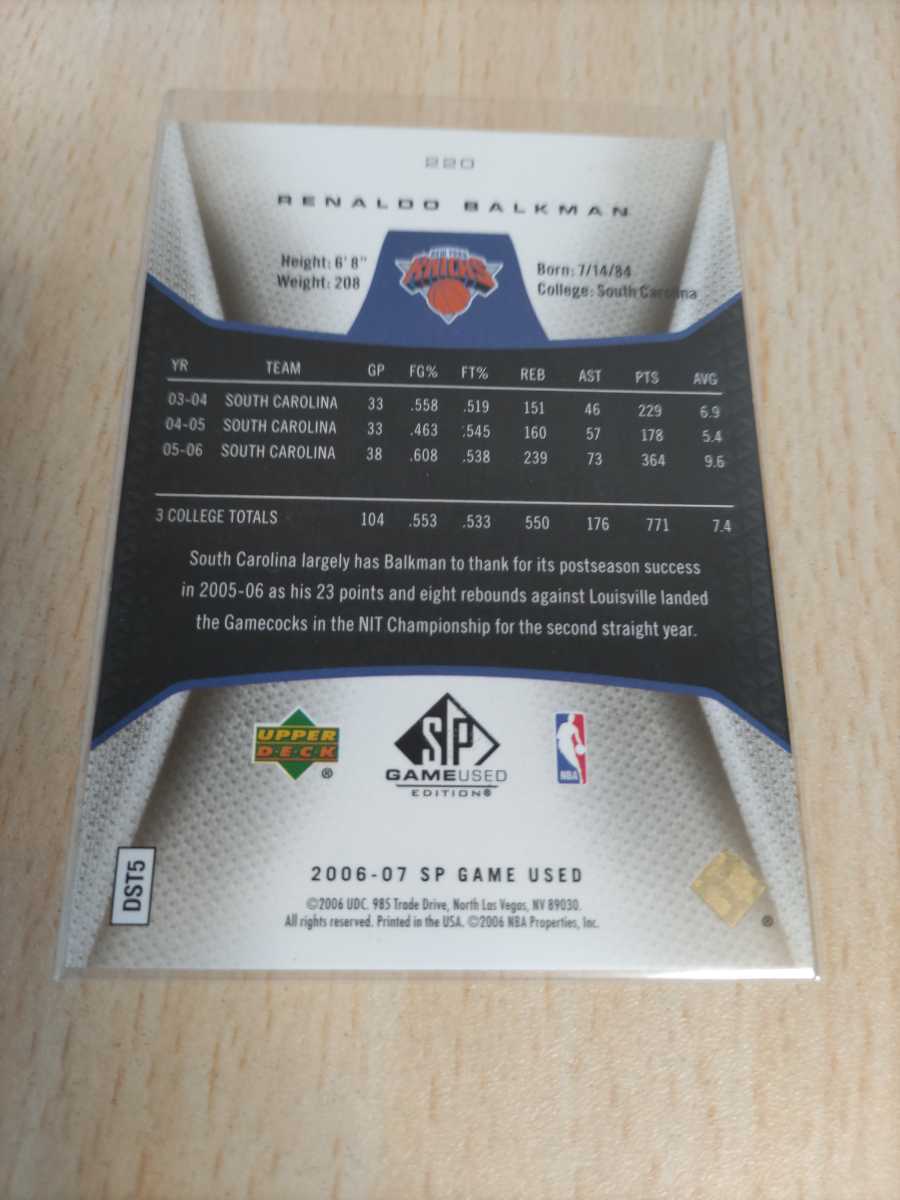 220
RENALDO BALKMAN
Height: 6' 8"
Weight: 208
NEW YORK
KNICKS
Born: 7/14/84
College: South Carolina
YR TEAM GP FG% FT% REB AST PTS AVG
03-04 SOUTH CAROLINA 33 .558 .519 151 46 229 6.9
04-05 SOUTH CAROLINA 33 .463 .545 160 57 178 5.4
05-06 SOUTH CAROLINA 38 .608 .538 239 73 364 9.6
3 COLLEGE TOTALS 104 .553 .533 550 176 771 7.4
South Carolina largely has Balkman to thank for its postseason success
in 2005-06 as his 23 points and eight rebounds against Louisville landed
the Gamecocks in the NIT Championship for the second straight year.
UPPER
DECK
®
SP
GAMEUSED
EDITION®
NBA
DST5
2006-07 SP GAME USED
©2006 UDC. 985 Trade Drive, North Las Vegas, NV 89030.
All rights reserved. Printed in the USA. ©2006 NBA Properties, Inc.
®